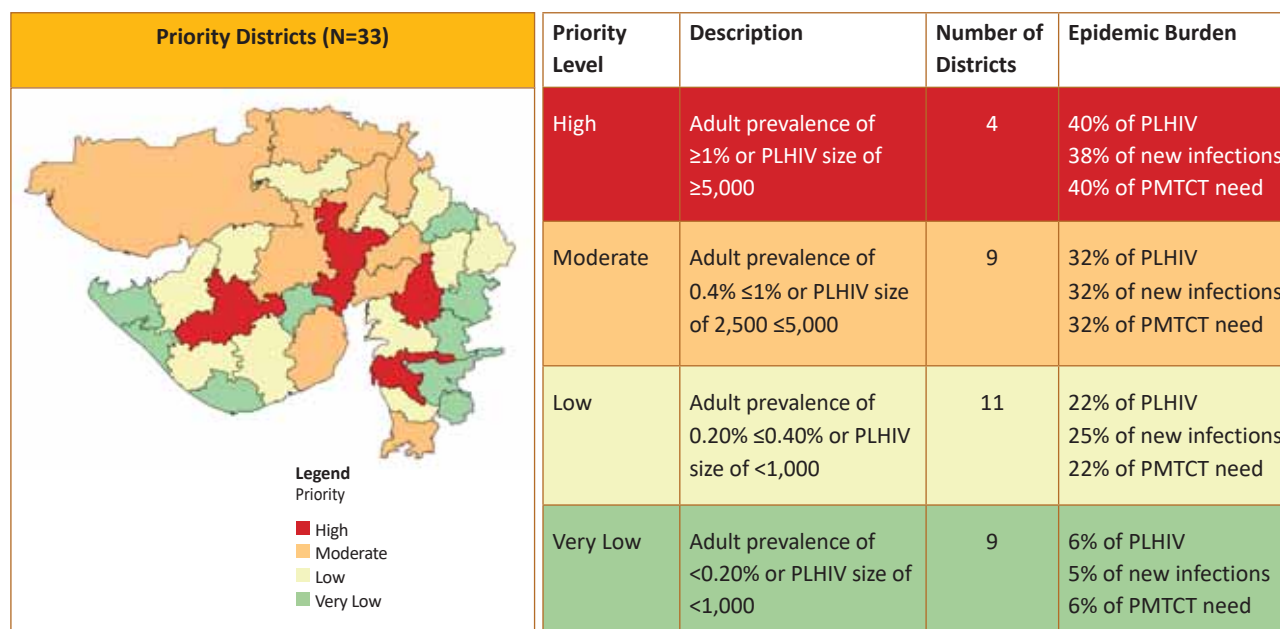 Priority Districts (N=33)
Legend
Priority
High
Moderate
Low
Very Low
Priority
Level
Description
Number of
Districts
Epidemic Burden
High
Adult prevalence of
≥1% or PLHIV size of
≥5,000
4
40% of PLHIV
38% of new infections
40% of PMTCT need
Moderate
Adult prevalence of
0.4% ≤1% or PLHIV size
of 2,500 ≤5,000
9
32% of PLHIV
32% of new infections
32% of PMTCT need
Low
Adult prevalence of
0.20% ≤0.40% or PLHIV
size of <1,000
11
22% of PLHIV
25% of new infections
22% of PMTCT need
Very Low
Adult prevalence of
<0.20% or PLHIV size of
<1,000
9
6% of PLHIV
5% of new infections
6% of PMTCT need